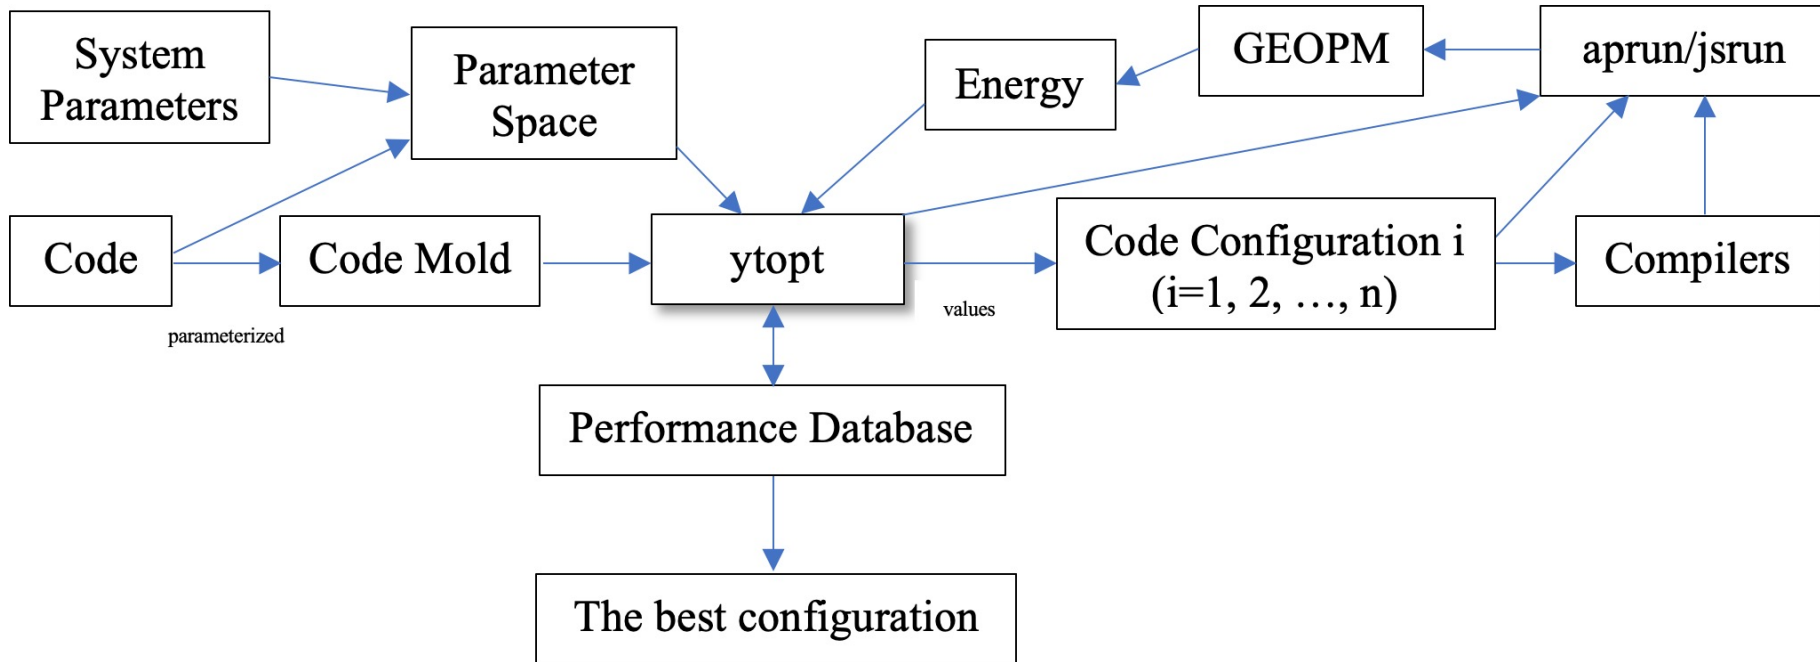 System
Parameters
Parameter
Space
Energy
GEOPM
aprun/jsrun
Code
Code Mold
ytopt
Code Configuration i
(i=1, 2, …, n)
Compilers
parameterized
values
Performance Database
The best configuration